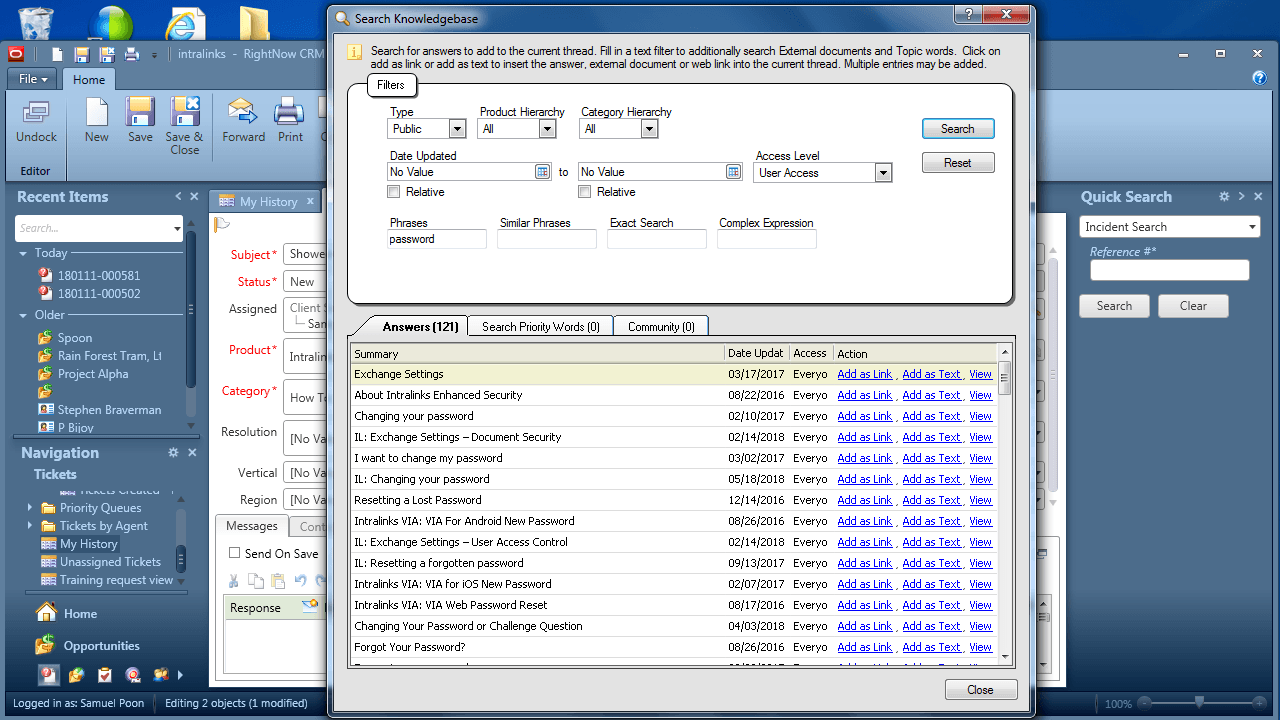 Search Knowledgebase
intralinks - RightNow CRM
File
Home
Undock
New
Save
Save & Close
Forward
Print
Editor
Search for answers to add to the current thread. Fill in a text filter to additionally search External documents and Topic words. Click on
add as link or add as text to insert the answer, external document or web link into the current thread. Multiple entries may be added.
Filters
Type
Product Hierarchy
Category Hierarchy
Public
All
All
Search
Date Updated
Access Level
Reset
No Value
to
No Value
User Access
Relative
Relative
Phrases
Similar Phrases
Exact Search
Complex Expression
password
Answers (121)
Search Priority Words (0)
Community (0)
Summary Date Updat Access Action
Exchange Settings 03/17/2017 Everyo Add as Link , Add as Text , View
About Intralinks Enhanced Security 08/22/2016 Everyo Add as Link , Add as Text , View
Changing your password 02/10/2017 Everyo Add as Link , Add as Text , View
IL: Exchange Settings – Document Security 02/14/2018 Everyo Add as Link , Add as Text , View
I want to change my password 03/02/2017 Everyo Add as Link , Add as Text , View
IL: Changing your password 05/18/2018 Everyo Add as Link , Add as Text , View
Resetting a Lost Password 12/14/2016 Everyo Add as Link , Add as Text , View
Intralinks VIA: VIA For Android New Password 08/26/2016 Everyo Add as Link , Add as Text , View
IL: Exchange Settings – User Access Control 02/14/2018 Everyo Add as Link , Add as Text , View
IL: Resetting a forgotten password 09/13/2017 Everyo Add as Link , Add as Text , View
Intralinks VIA: VIA for iOS New Password 02/02/2017 Everyo Add as Link , Add as Text , View
Intralinks VIA: VIA Web Password Reset 08/17/2016 Everyo Add as Link , Add as Text , View
Changing Your Password or Challenge Question 04/03/2018 Everyo Add as Link , Add as Text , View
Forgot Your Password? 08/26/2016 Everyo Add as Link , Add as Text , View
Close
Recent Items
Search...
Today
180111-000581
180111-000502
Older
Spoon
Rain Forest Tram, Lt
Project Alpha
Stephen Braverman
P Bijoy
Navigation
Tickets
Tickets Created
Priority Queues
Tickets by Agent
My History
Unassigned Tickets
Training request view
Home
Opportunities
My History
Subject* Showe
Status* New
Assigned Client S
San
Product* Intralin
Category* How To
Resolution [No Va
Vertical [No Va
Region [No Va
Messages
Cont
Send On Save
Response
Quick Search
Incident Search
Reference #*
Search
Clear
Logged in as: Samuel Poon
Editing 2 objects (1 modified)
100%